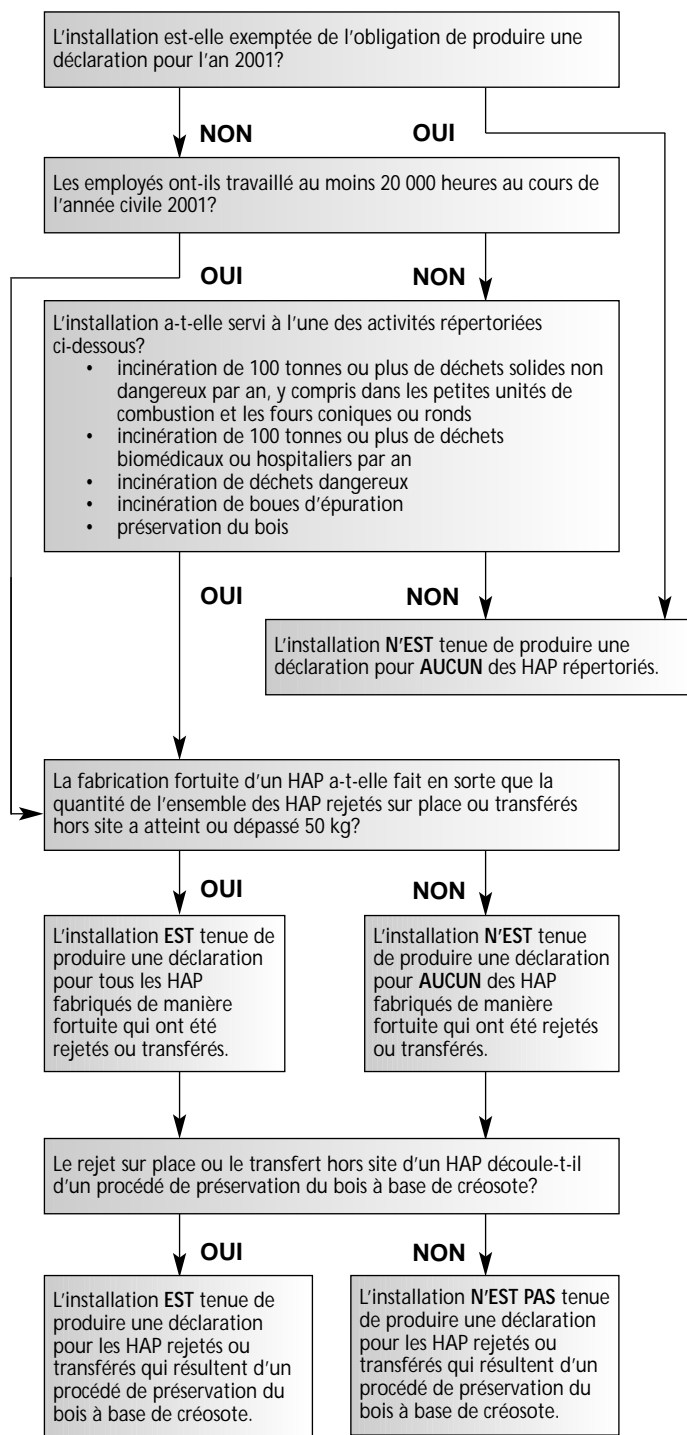 L'installation est-elle exemptée de l'obligation de produire une
déclaration pour l'an 2001?
NON
OUI
Les employés ont-ils travaillé au moins 20 000 heures au cours de
l'année civile 2001?
OUI
NON
L'installation a-t-elle servi à l'une des activités répertoriées
ci-dessous?
• incinération de 100 tonnes ou plus de déchets solides non
dangereux par an, y compris dans les petites unités de
combustion et les fours coniques ou ronds
• incinération de 100 tonnes ou plus de déchets
biomédicaux ou hospitaliers par an
• incinération de déchets dangereux
• incinération de boues d'épuration
• préservation du bois
OUI
NON
L'installation N'EST tenue de produire une
déclaration pour AUCUN des HAP répertoriés.
La fabrication fortuite d'un HAP a-t-elle fait en sorte que la
quantité de l'ensemble des HAP rejetés sur place ou transférés
hors site a atteint ou dépassé 50 kg?
OUI
NON
L'installation EST tenue de
produire une déclaration
pour tous les HAP
fabriqués de manière
fortuite qui ont été
rejetés ou transférés.
L'installation N'EST tenue
de produire une déclaration
pour AUCUN des HAP
fabriqués de manière
fortuite qui ont été rejetés
ou transférés.
Le rejet sur place ou le transfert hors site d'un HAP découle-t-il
d'un procédé de préservation du bois à base de créosote?
OUI
NON
L'installation EST tenue de
produire une déclaration
pour les HAP rejetés ou
transférés qui résultent d'un
procédé de préservation du
bois à base de créosote.
L'installation N'EST PAS tenue
de produire une déclaration
pour les HAP rejetés ou
transférés qui résultent d'un
procédé de préservation du
bois à base de créosote.